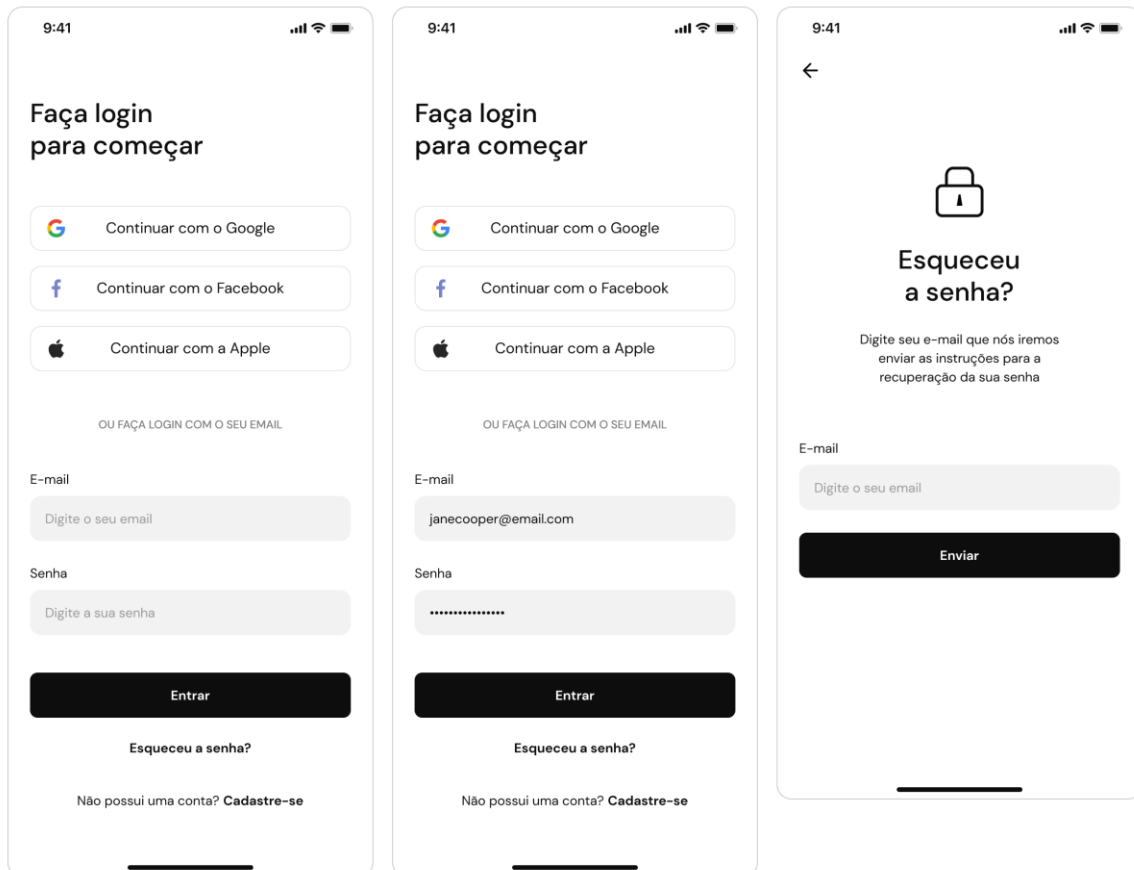 9:41
Faça login
para começar
Continuar com o Google
Continuar com o Facebook
Continuar com a Apple
OU FAÇA LOGIN COM O SEU EMAIL
E-mail
Digite o seu email
Senha
Digite a sua senha
Entrar
Esqueceu a senha?
Não possui uma conta? Cadastre-se
9:41
Faça login
para começar
Continuar com o Google
Continuar com o Facebook
Continuar com a Apple
OU FAÇA LOGIN COM O SEU EMAIL
E-mail
janecooper@email.com
Senha
••••••••••••••••
Entrar
Esqueceu a senha?
Não possui uma conta? Cadastre-se
9:41
Esqueceu
a senha?
Digite seu e-mail que nós iremos
enviar as instruções para a
recuperação da sua senha
E-mail
Digite o seu email
Enviar